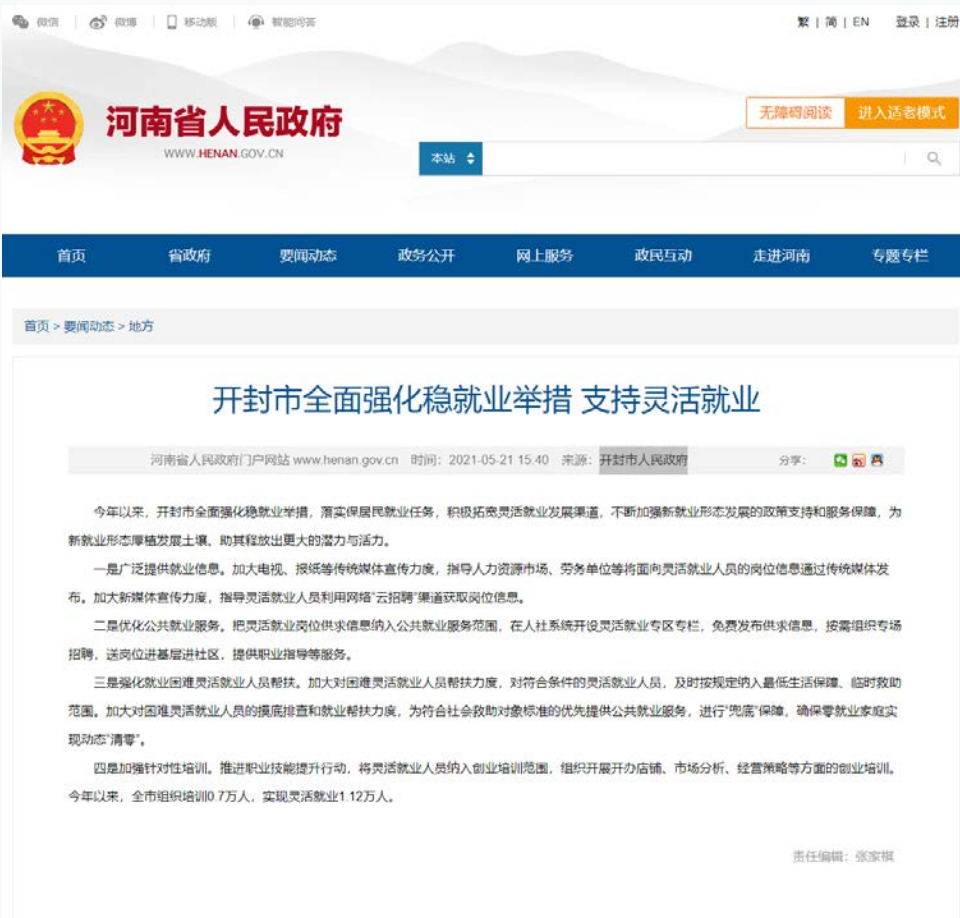 微信 | 微博 | 移动版 | 智能问答
繁 | 简 | EN 登录 | 注册
河南省人民政府
WWW.HENAN.GOV.CN
无障碍阅读 进入适老模式
本站
首页 省政府 要闻动态 政务公开 网上服务 政民互动 走进河南 专题专栏
首页 > 要闻动态 > 地方
开封市全面强化稳就业举措 支持灵活就业
河南省人民政府门户网站 www.henan.gov.cn 时间：2021-05-21 15:40 来源：开封市人民政府 分享：
今年以来，开封市全面强化稳就业举措，落实保居民就业任务，积极拓宽灵活就业发展渠道，不断加强新就业形态发展的政策支持和服务保障，为
新就业形态厚植发展土壤、助其释放出更大的潜力与活力。
一是广泛提供就业信息。加大电视、报纸等传统媒体宣传力度，指导人力资源市场、劳务单位等将面向灵活就业人员的岗位信息通过传统媒体发
布。加大新媒体宣传力度，指导灵活就业人员利用网络“云招聘”渠道获取岗位信息。
二是优化公共就业服务。把灵活就业岗位供求信息纳入公共就业服务范围，在人社系统开设灵活就业专区专栏，免费发布供求信息，按需组织专场
招聘，送岗位进基层进社区，提供职业指导等服务。
三是强化就业困难灵活就业人员帮扶。加大对困难灵活就业人员帮扶力度，对符合条件的灵活就业人员，及时按规定纳入最低生活保障、临时救助
范围。加大对困难灵活就业人员的摸底排查和就业帮扶力度，为符合社会救助对象标准的优先提供公共就业服务，进行“兜底”保障，确保零就业家庭实
现动态“清零”。
四是加强针对性培训。推进职业技能提升行动，将灵活就业人员纳入创业培训范围，组织开展开办店铺、市场分析、经营策略等方面的创业培训。
今年以来，全市组织培训0.7万人，实现灵活就业1.12万人。
责任编辑：张家祺